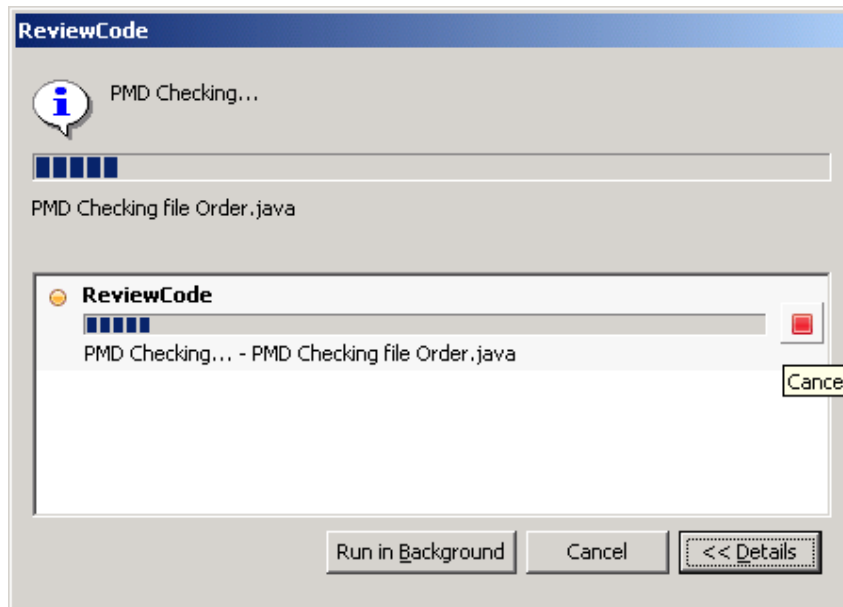 ReviewCode
PMD Checking...
PMD Checking file Order.java
ReviewCode
PMD Checking... - PMD Checking file Order.java
Cance
Run in Background
Cancel
<< Details